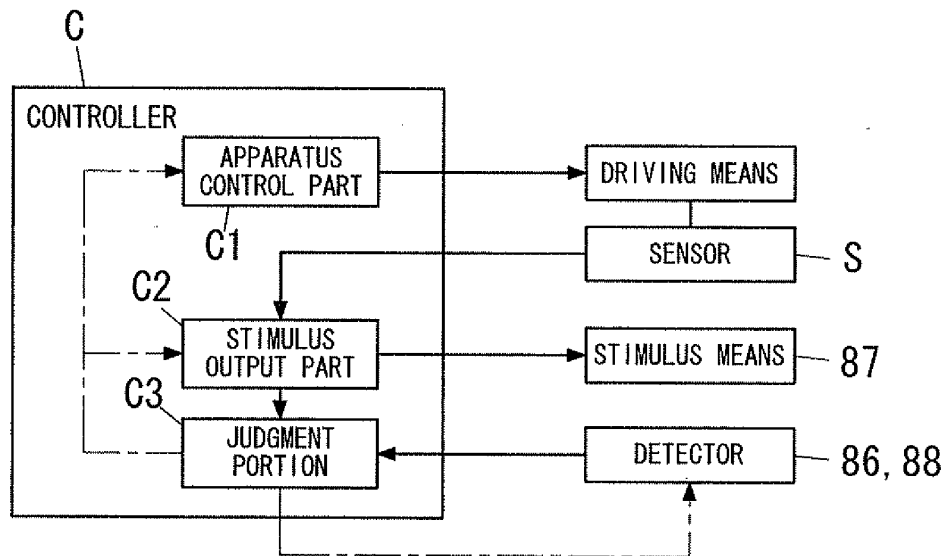 C
CONTROLLER
APPARATUS
CONTROL PART
C1
DRIVING MEANS
SENSOR
S
C2
STIMULUS
OUTPUT PART
STIMULUS MEANS
87
C3
JUDGMENT
PORTION
DETECTOR
86, 88